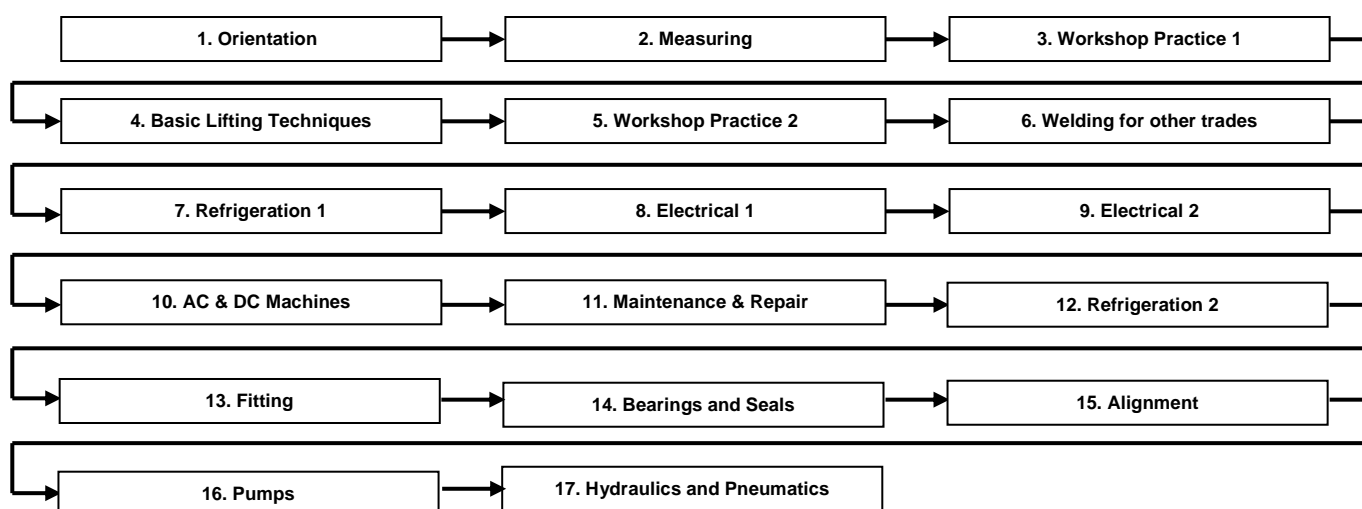 1. Orientation
2. Measuring
3. Workshop Practice 1
4. Basic Lifting Techniques
5. Workshop Practice 2
6. Welding for other trades
7. Refrigeration 1
8. Electrical 1
9. Electrical 2
10. AC & DC Machines
11. Maintenance & Repair
12. Refrigeration 2
13. Fitting
14. Bearings and Seals
15. Alignment
16. Pumps
17. Hydraulics and Pneumatics